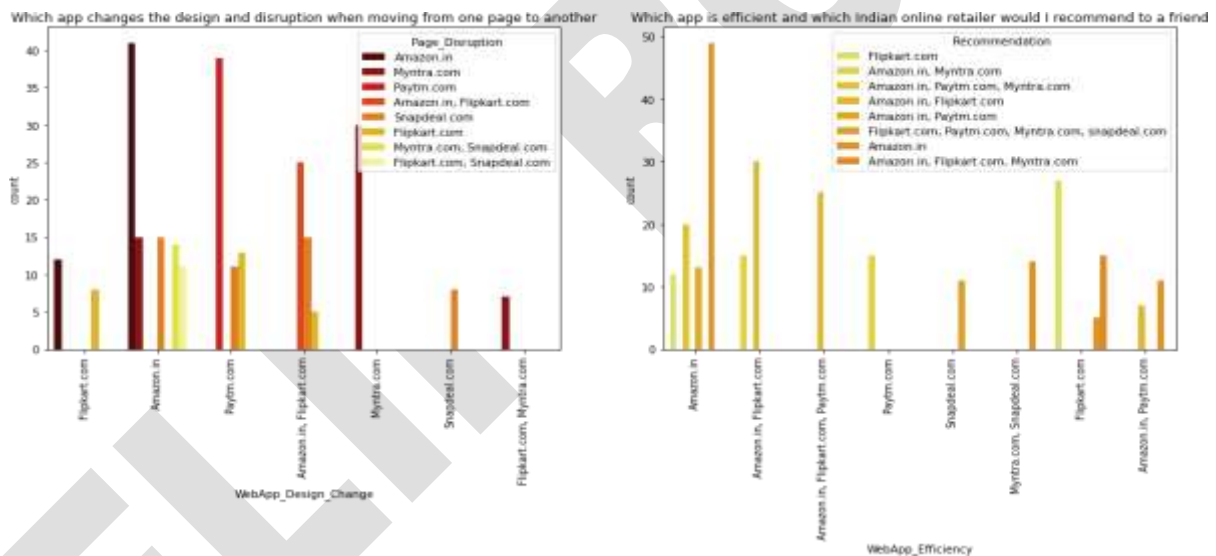 Which app changes the design and disruption when moving from one page to another
Page_Disruption
Amazon.in
Myntra.com
Paytm.com
Amazon.in, Flipkart.com
Snapdeal.com
Flipkart.com
Myntra.com, Snapdeal.com
Flipkart.com, Snapdeal.com
40
35
30
25
20
15
10
5
0
count
Flipkart.com
Amazon.in
Paytm.com
Amazon.in, Flipkart.com
Myntra.com
Snapdeal.com
Flipkart.com, Myntra.com
WebApp_Design_Change
Which app is efficient and which Indian online retailer would I recommend to a friend
Recommendation
Flipkart.com
Amazon.in, Myntra.com
Amazon.in, Paytm.com, Myntra.com
Amazon.in, Flipkart.com
Amazon.in, Paytm.com
Flipkart.com, Paytm.com, Myntra.com, snapdeal.com
Amazon.in
Amazon.in, Flipkart.com, Myntra.com
50
40
30
20
10
0
count
Amazon.in
Amazon.in, Flipkart.com
Amazon.in, Flipkart.com, Paytm.com
Paytm.com
Snapdeal.com
Myntra.com, Snapdeal.com
Flipkart.com
Amazon.in, Paytm.com
WebApp_Efficiency